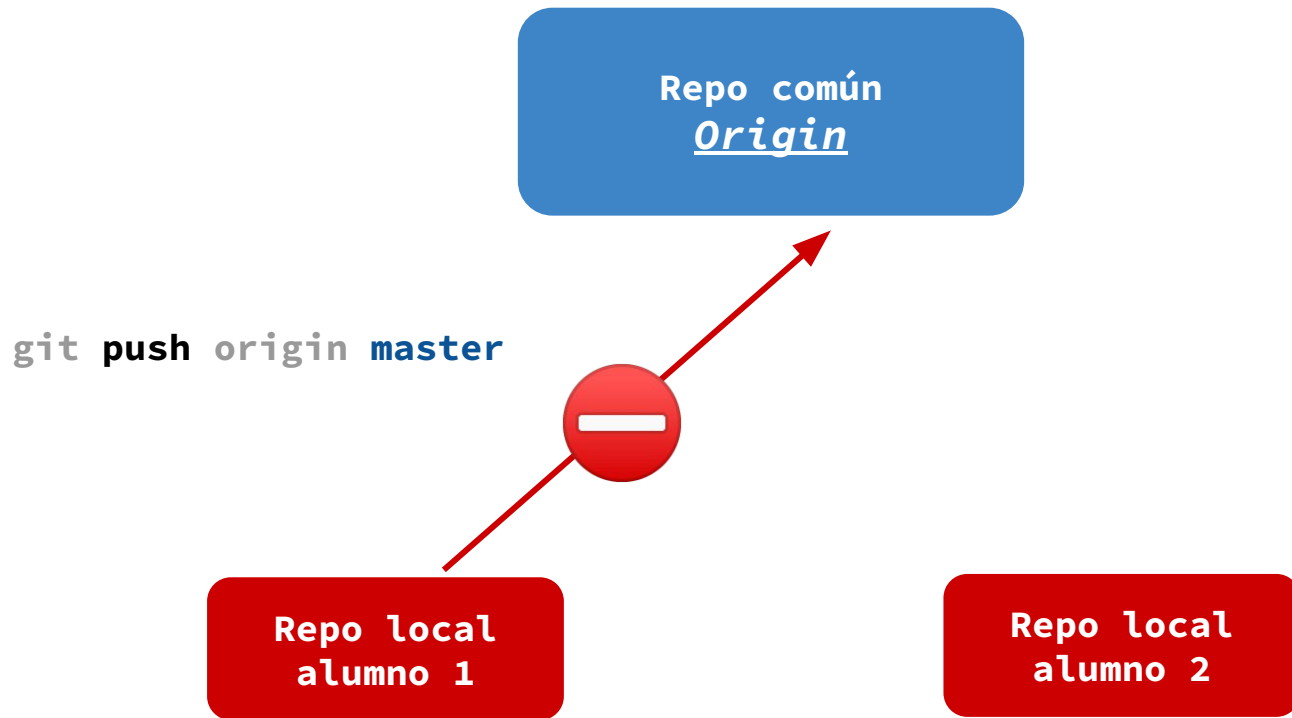 Repo común
Origin
git push origin master
Repo local
alumno 1
Repo local
alumno 2